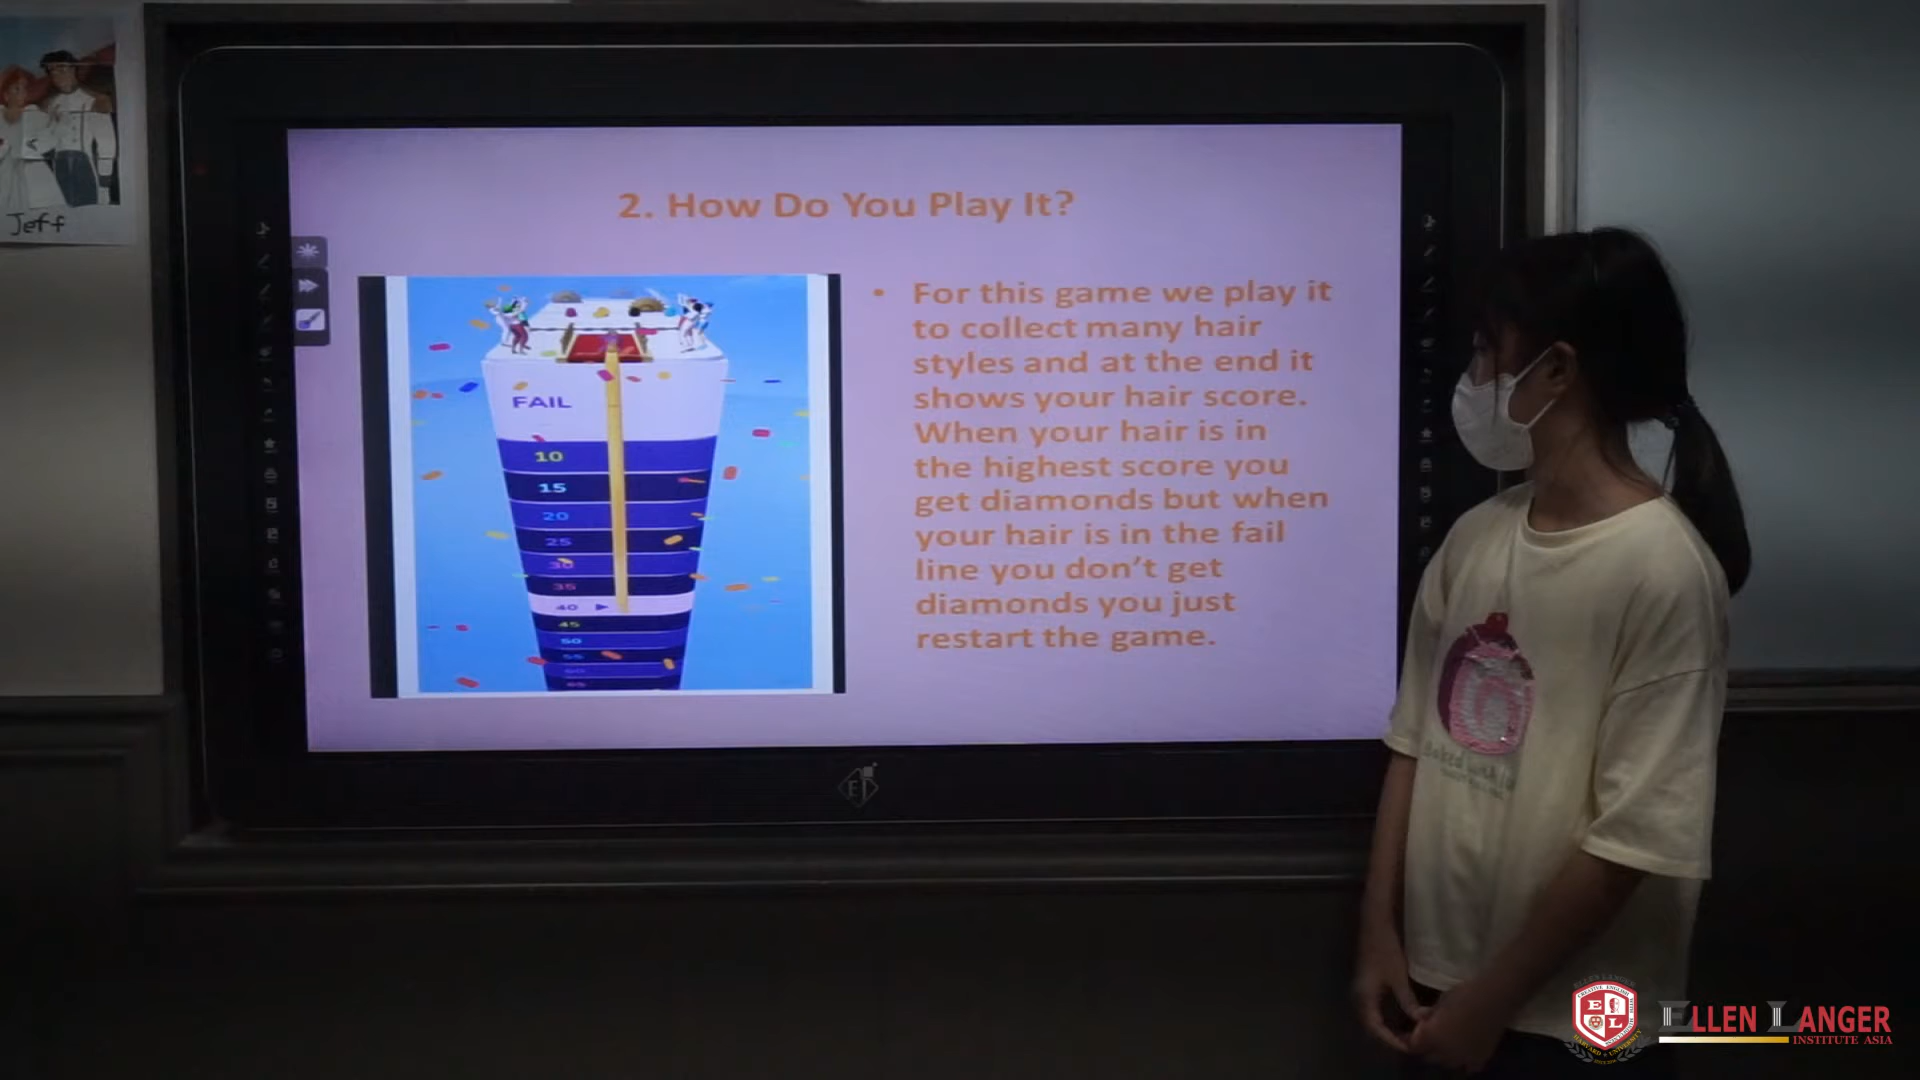 Jeff
2. How Do You Play It?
• For this game we play it
to collect many hair
styles and at the end it
shows your hair score.
When your hair is in
the highest score you
get diamonds but when
your hair is in the fail
line you don't get
diamonds you just
restart the game.
FAIL
10
15
20
25
30
35
40
45
50
55
60
65
ELLEN LANGER
INSTITUTE ASIA